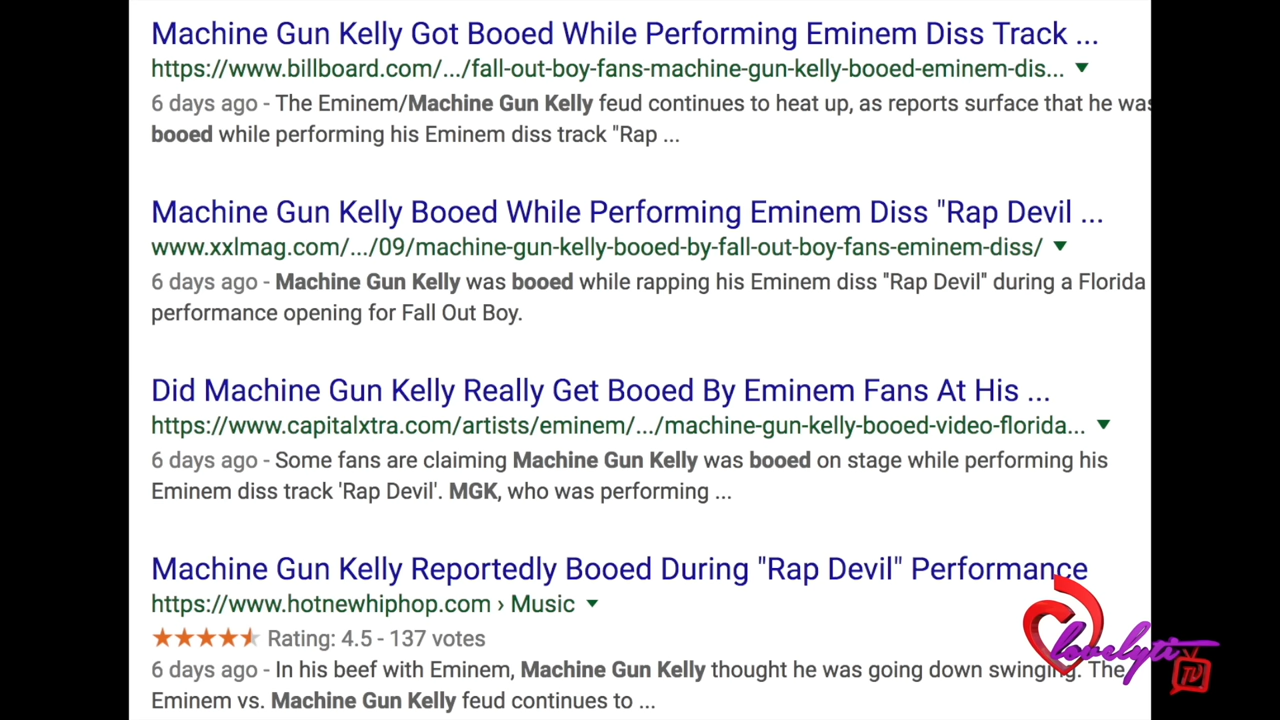 Machine Gun Kelly Got Booed While Performing Eminem Diss Track ...
https://www.billboard.com/.../fall-out-boy-fans-machine-gun-kelly-booed-eminem-dis...
6 days ago - The Eminem/Machine Gun Kelly feud continues to heat up, as reports surface that he was
booed while performing his Eminem diss track "Rap ...
Machine Gun Kelly Booed While Performing Eminem Diss "Rap Devil ...
www.xxlmag.com/.../09/machine-gun-kelly-booed-by-fall-out-boy-fans-eminem-diss/
6 days ago - Machine Gun Kelly was booed while rapping his Eminem diss "Rap Devil" during a Florida
performance opening for Fall Out Boy.
Did Machine Gun Kelly Really Get Booed By Eminem Fans At His ...
https://www.capitalxtra.com/artists/eminem/.../machine-gun-kelly-booed-video-florida...
6 days ago - Some fans are claiming Machine Gun Kelly was booed on stage while performing his
Eminem diss track 'Rap Devil'. MGK, who was performing ...
Machine Gun Kelly Reportedly Booed During "Rap Devil" Performance
https://www.hotnewhiphop.com › Music
Rating: 4.5 - 137 votes
6 days ago - In his beef with Eminem, Machine Gun Kelly thought he was going down swinging. The
Eminem vs. Machine Gun Kelly feud continues to ...
lovelyti
TV